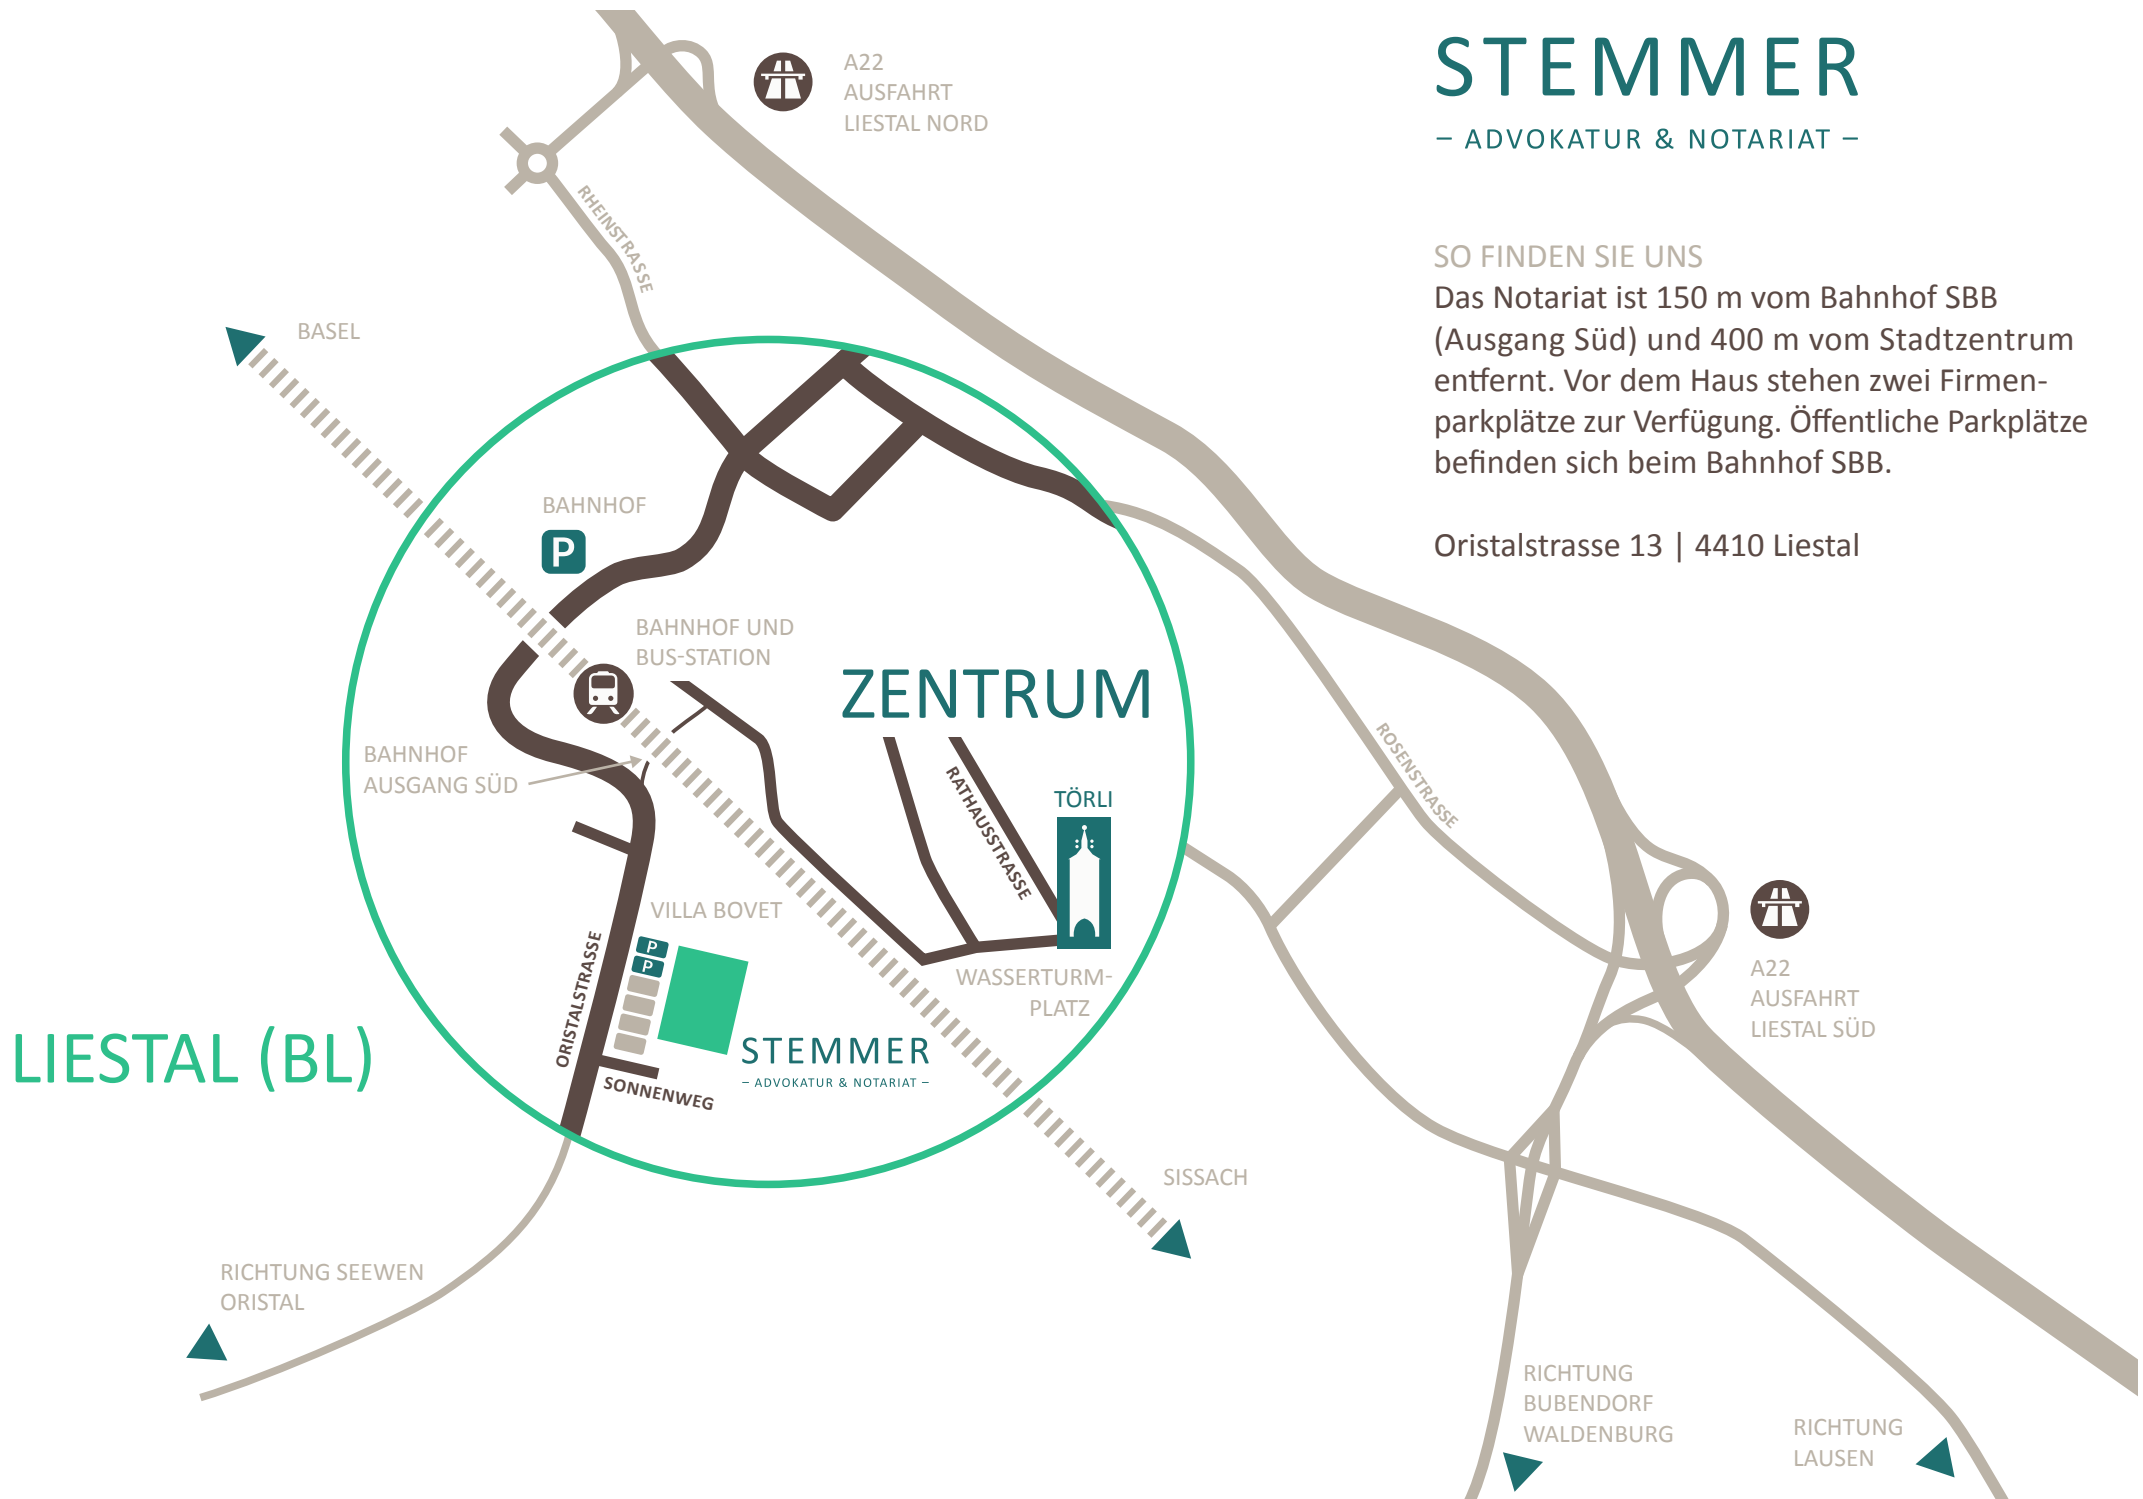 STEMMER
– ADVOKATUR & NOTARIAT –
SO FINDEN SIE UNS
Das Notariat ist 150 m vom Bahnhof SBB
(Ausgang Süd) und 400 m vom Stadtzentrum
entfernt. Vor dem Haus stehen zwei Firmen-
parkplätze zur Verfügung. Öffentliche Parkplätze
befinden sich beim Bahnhof SBB.
Oristalstrasse 13 | 4410 Liestal
A22
AUSFAHRT
LIESTAL NORD
RHEINSTRASSE
BASEL
BAHNHOF
P
BAHNHOF UND
BUS-STATION
ZENTRUM
BAHNHOF
AUSGANG SÜD
ROSENSTRASSE
RATHAUSSTRASSE
TÖRLI
VILLA BOVET
P
P
ORISTALSTRASSE
WASSERTURM-
PLATZ
A22
AUSFAHRT
LIESTAL SÜD
LIESTAL (BL)
STEMMER
– ADVOKATUR & NOTARIAT –
SONNENWEG
SISSACH
RICHTUNG SEEWEN
ORISTAL
RICHTUNG
BUBENDORF
WALDENBURG
RICHTUNG
LAUSEN